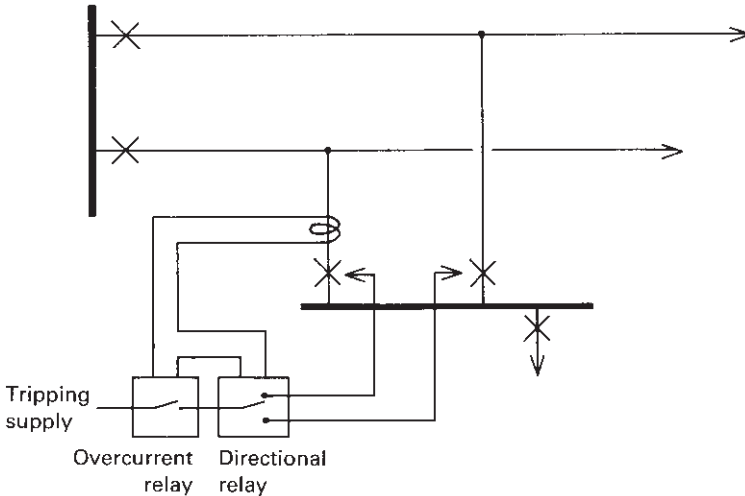 Tripping
supply
Overcurrent
relay
Directional
relay